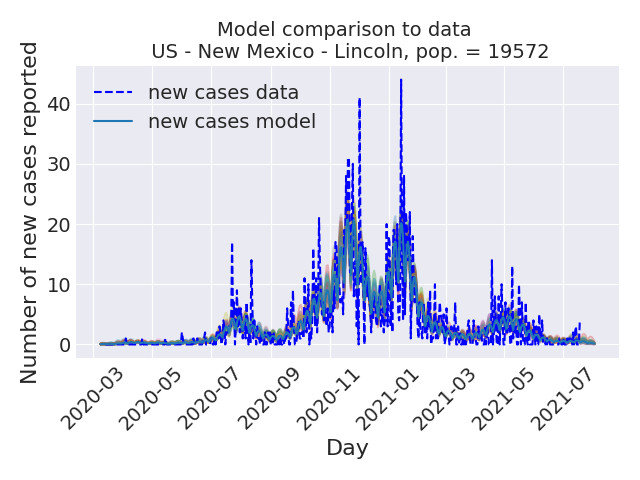 Model comparison to data
US - New Mexico - Lincoln, pop. = 19572
Number of new cases reported
40
30
20
10
0
new cases data
new cases model
2020-03
2020-05
2020-07
2020-09
2020-11
2021-01
2021-03
2021-05
2021-07
Day